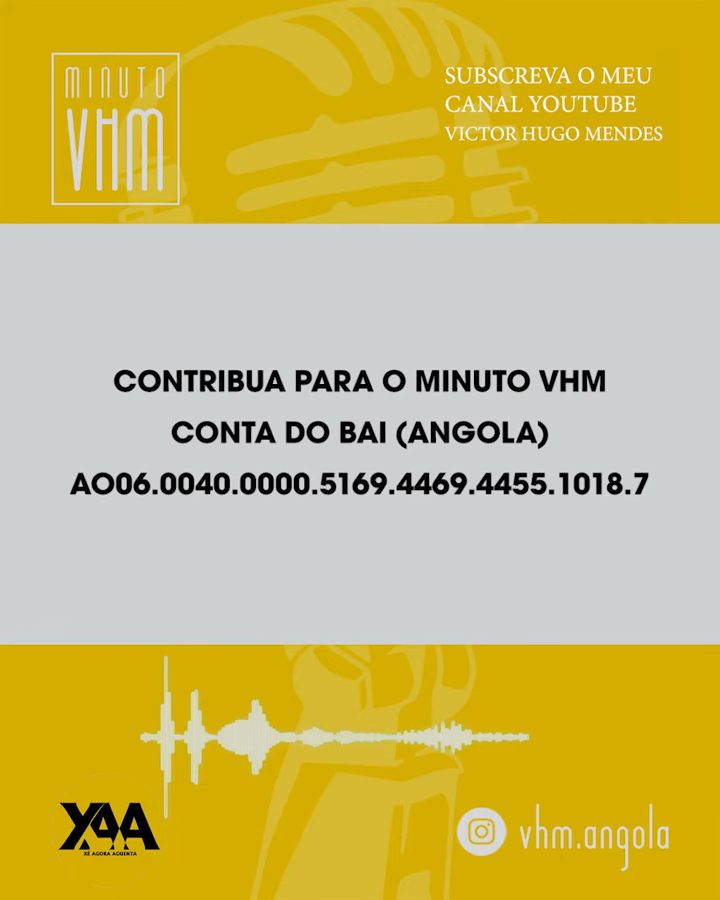 MINUTO
VHM
SUBSCREVA O MEU
CANAL YOUTUBE
VICTOR HUGO MENDES
CONTRIBUA PARA O MINUTO VHM
CONTA DO BAI (ANGOLA)
AO06.0040.0000.5169.4469.4455.1018.7
XAA
XÉ AGORA AGUENTA
vhm.angola